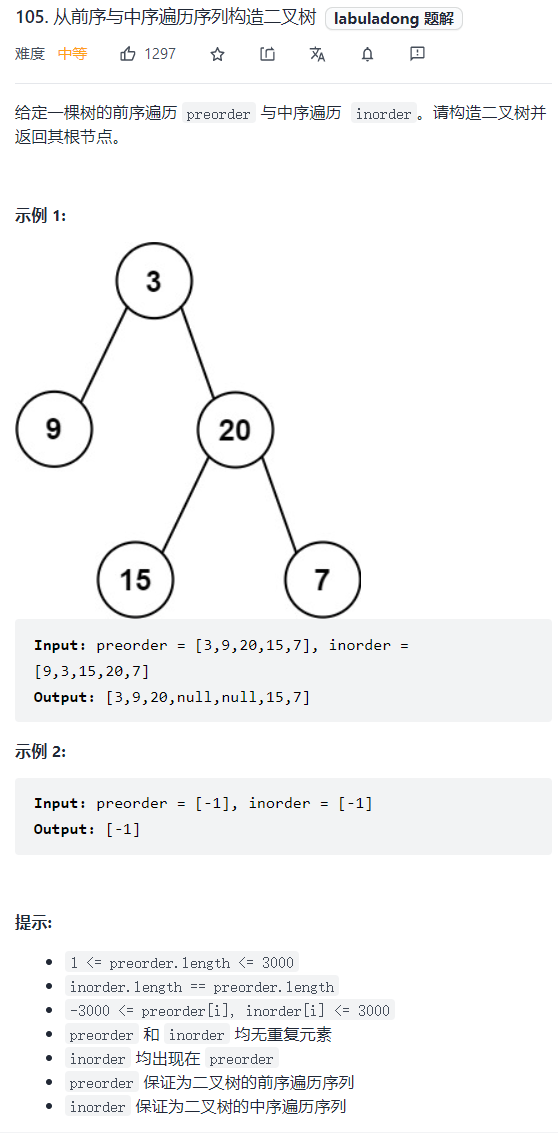 105. 从前序与中序遍历序列构造二叉树 labuladong 题解
难度 中等 1297
给定一棵树的前序遍历 preorder 与中序遍历 inorder。请构造二叉树并
返回其根节点。
示例 1:
3
9 20
15 7
Input: preorder = [3,9,20,15,7], inorder =
[9,3,15,20,7]
Output: [3,9,20,null,null,15,7]
示例 2:
Input: preorder = [-1], inorder = [-1]
Output: [-1]
提示:
1 <= preorder.length <= 3000
inorder.length == preorder.length
-3000 <= preorder[i], inorder[i] <= 3000
preorder 和 inorder 均无重复元素
inorder 均出现在 preorder
preorder 保证为二叉树的前序遍历序列
inorder 保证为二叉树的中序遍历序列